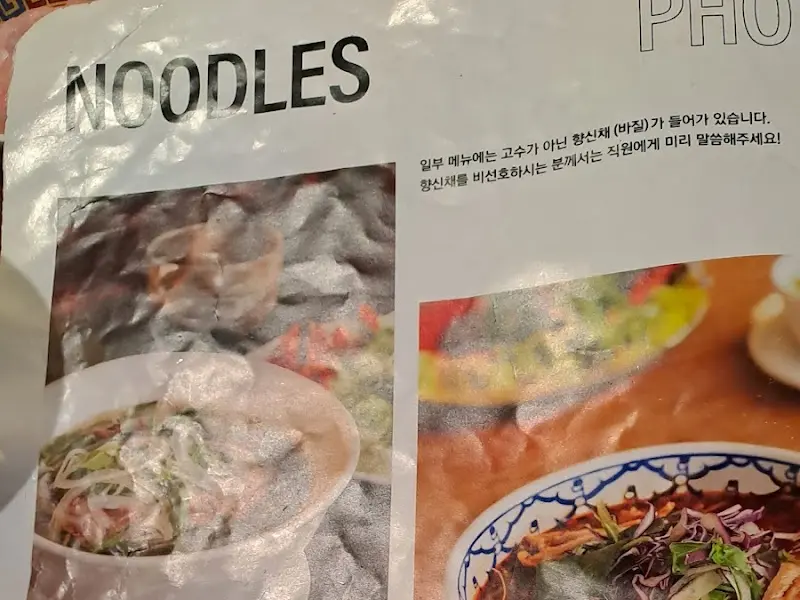 NOODLES
PHO
일부 메뉴에는 고수가 아닌 향신채 (바질)가 들어가 있습니다.
향신채를 비선호하시는 분께서는 직원에게 미리 말씀해주세요!